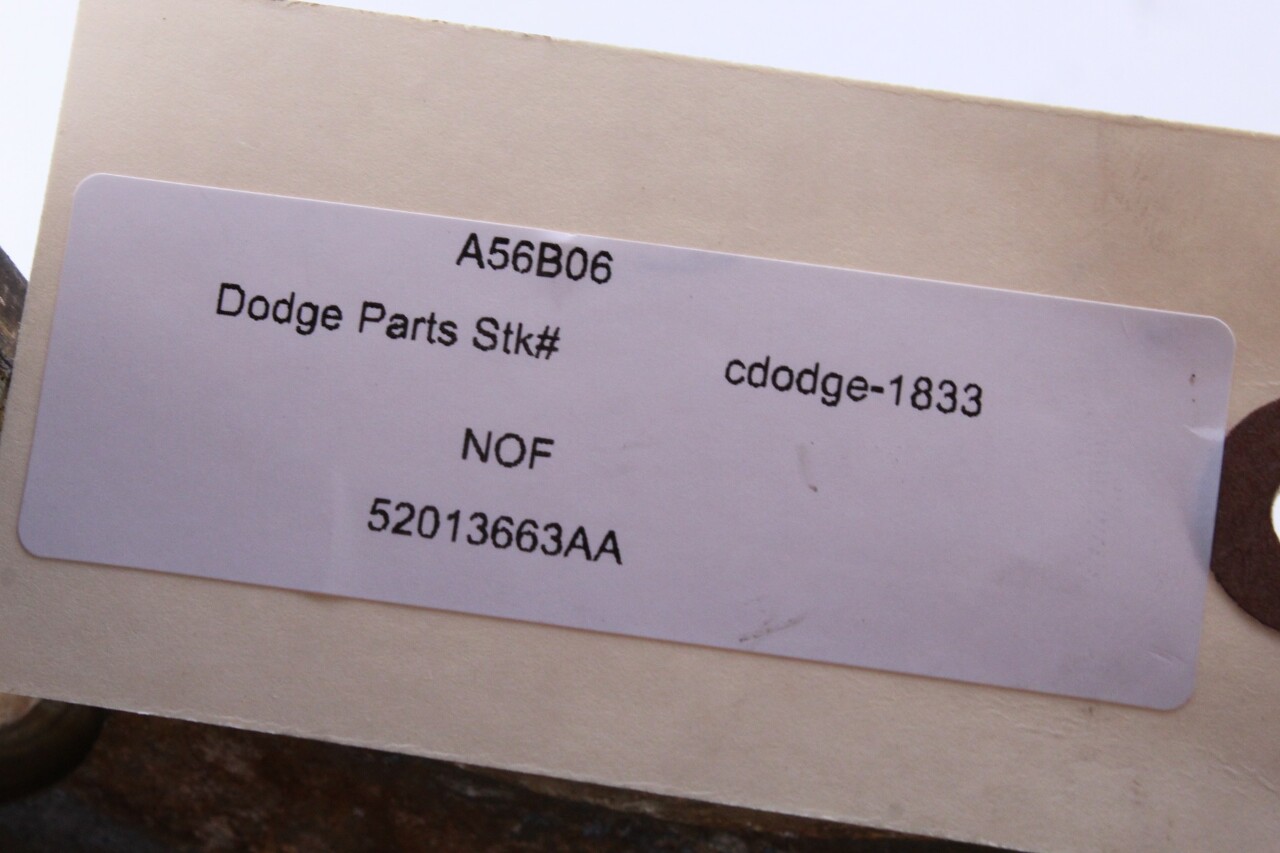 A56B06
Dodge Parts Stk# cdodge-1833
NOF
52013663AA